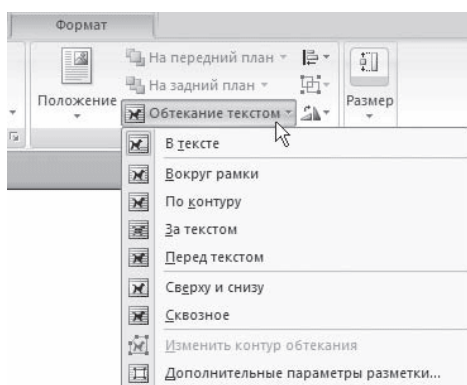 Формат
На передний план
На задний план
Положение
Обтекание текстом
Размер
В тексте
Вокруг рамки
По контуру
За текстом
Перед текстом
Сверху и снизу
Сквозное
Изменить контур обтекания
Дополнительные параметры разметки...